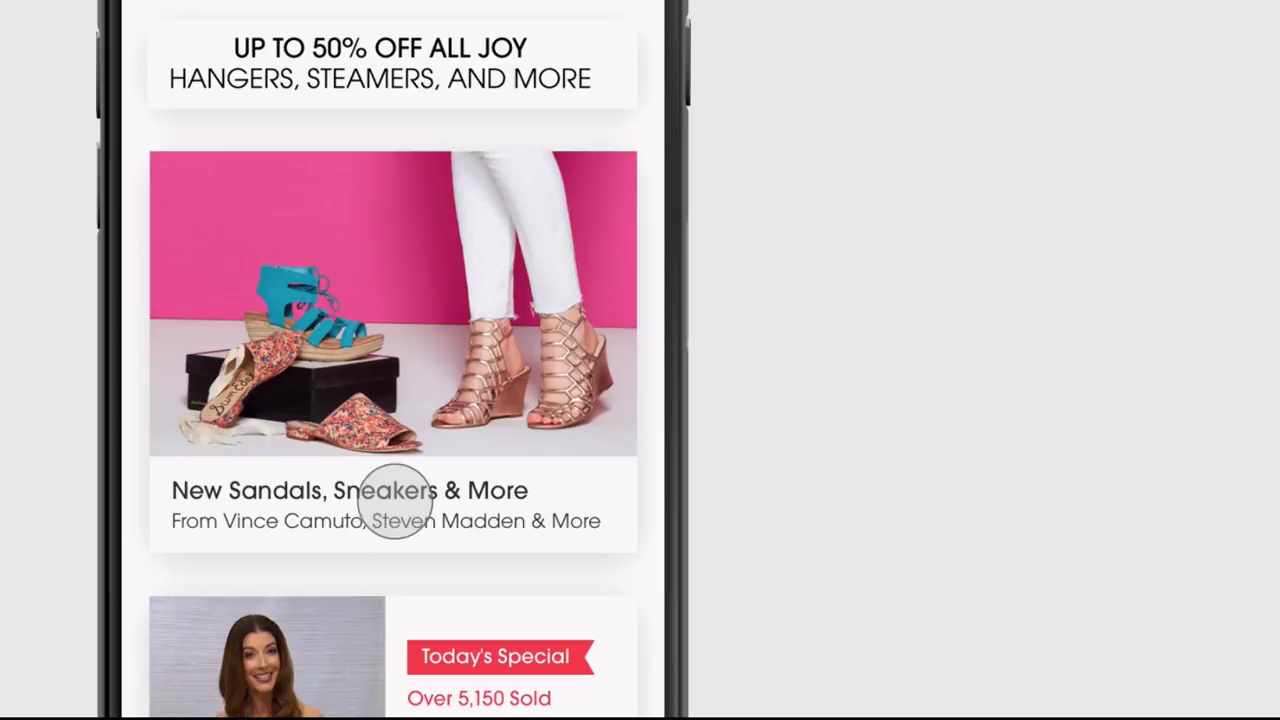 UP TO 50% OFF ALL JOY
HANGERS, STEAMERS, AND MORE
New Sandals, Sneakers & More
From Vince Camuto, Steven Madden & More
Today's Special
Over 5,150 Sold